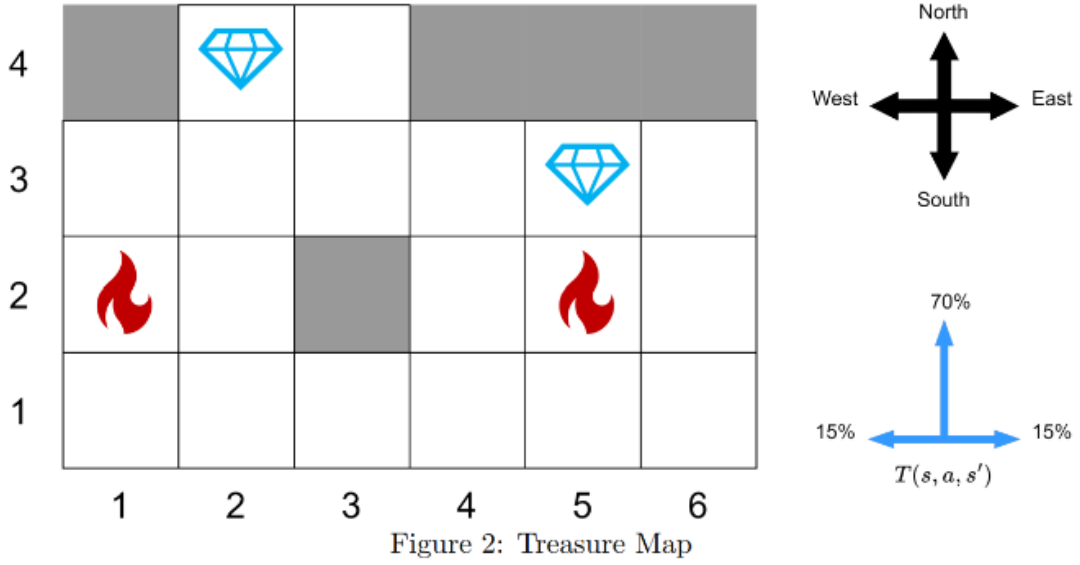 North
4
West
East
3
South
2
70%
1
15%
15%
T(s, a, s′)
1 2 3 4 5 6
Figure 2: Treasure Map